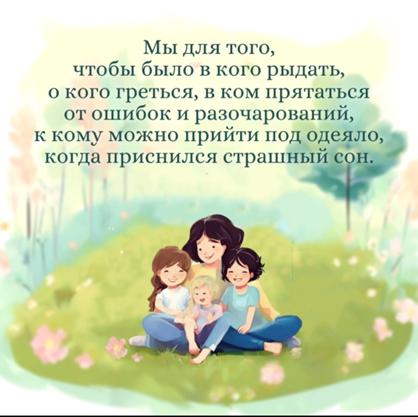 Мы для того,
чтобы было в кого рыдать,
о кого греться, в ком прятаться
от ошибок и разочарований,
к кому можно прийти под одеяло,
когда приснился страшный сон.